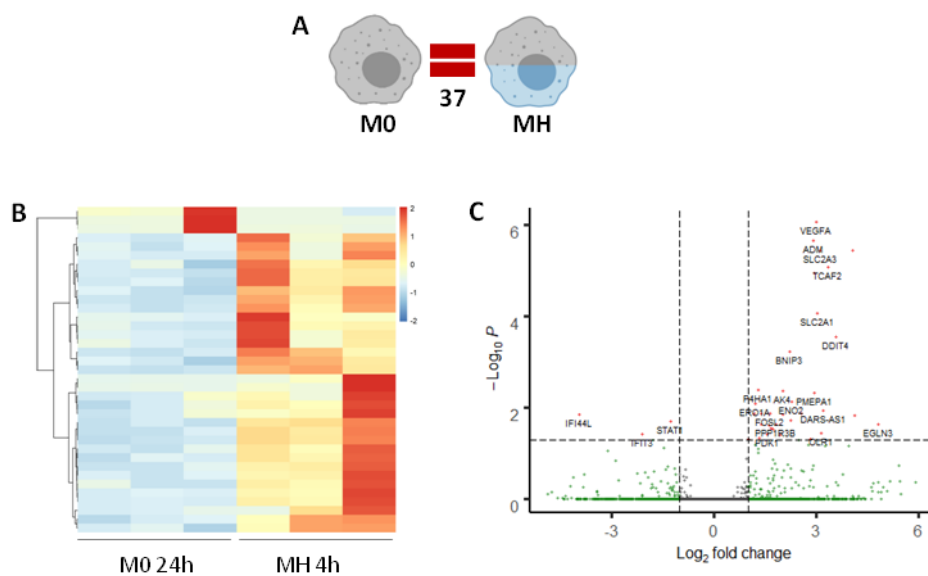 A
37
M0
MH
B
2
1
0
-1
-2
M0 24h
MH 4h
C
6
4
2
0
−Log10 P
VEGFA
ADM
SLC2A3
TCAF2
SLC2A1
DDIT4
BNIP3
P4HA1
AK4
PMEPA1
ERO1A
ENO2
FOSL2
DARS-AS1
PPP1R3B
EGLN3
PDK1
IFI44L
STAT1
IFIT3
-3
0
3
6
Log2 fold change